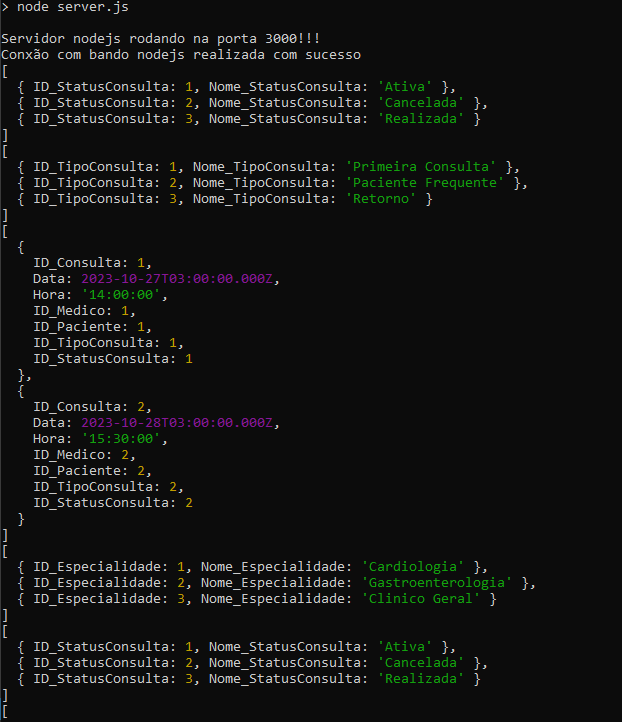 > node server.js
Servidor nodejs rodando na porta 3000!!!
Conxão com bando nodejs realizada com sucesso
[
  { ID_StatusConsulta: 1, Nome_StatusConsulta: 'Ativa' },
  { ID_StatusConsulta: 2, Nome_StatusConsulta: 'Cancelada' },
  { ID_StatusConsulta: 3, Nome_StatusConsulta: 'Realizada' }
]
[
  { ID_TipoConsulta: 1, Nome_TipoConsulta: 'Primeira Consulta' },
  { ID_TipoConsulta: 2, Nome_TipoConsulta: 'Paciente Frequente' },
  { ID_TipoConsulta: 3, Nome_TipoConsulta: 'Retorno' }
]
[
  {
    ID_Consulta: 1,
    Data: 2023-10-27T03:00:00.000Z,
    Hora: '14:00:00',
    ID_Medico: 1,
    ID_Paciente: 1,
    ID_TipoConsulta: 1,
    ID_StatusConsulta: 1
  },
  {
    ID_Consulta: 2,
    Data: 2023-10-28T03:00:00.000Z,
    Hora: '15:30:00',
    ID_Medico: 2,
    ID_Paciente: 2,
    ID_TipoConsulta: 2,
    ID_StatusConsulta: 2
  }
]
[
  { ID_Especialidade: 1, Nome_Especialidade: 'Cardiologia' },
  { ID_Especialidade: 2, Nome_Especialidade: 'Gastroenterologia' },
  { ID_Especialidade: 3, Nome_Especialidade: 'Clinico Geral' }
]
[
  { ID_StatusConsulta: 1, Nome_StatusConsulta: 'Ativa' },
  { ID_StatusConsulta: 2, Nome_StatusConsulta: 'Cancelada' },
  { ID_StatusConsulta: 3, Nome_StatusConsulta: 'Realizada' }
]
[